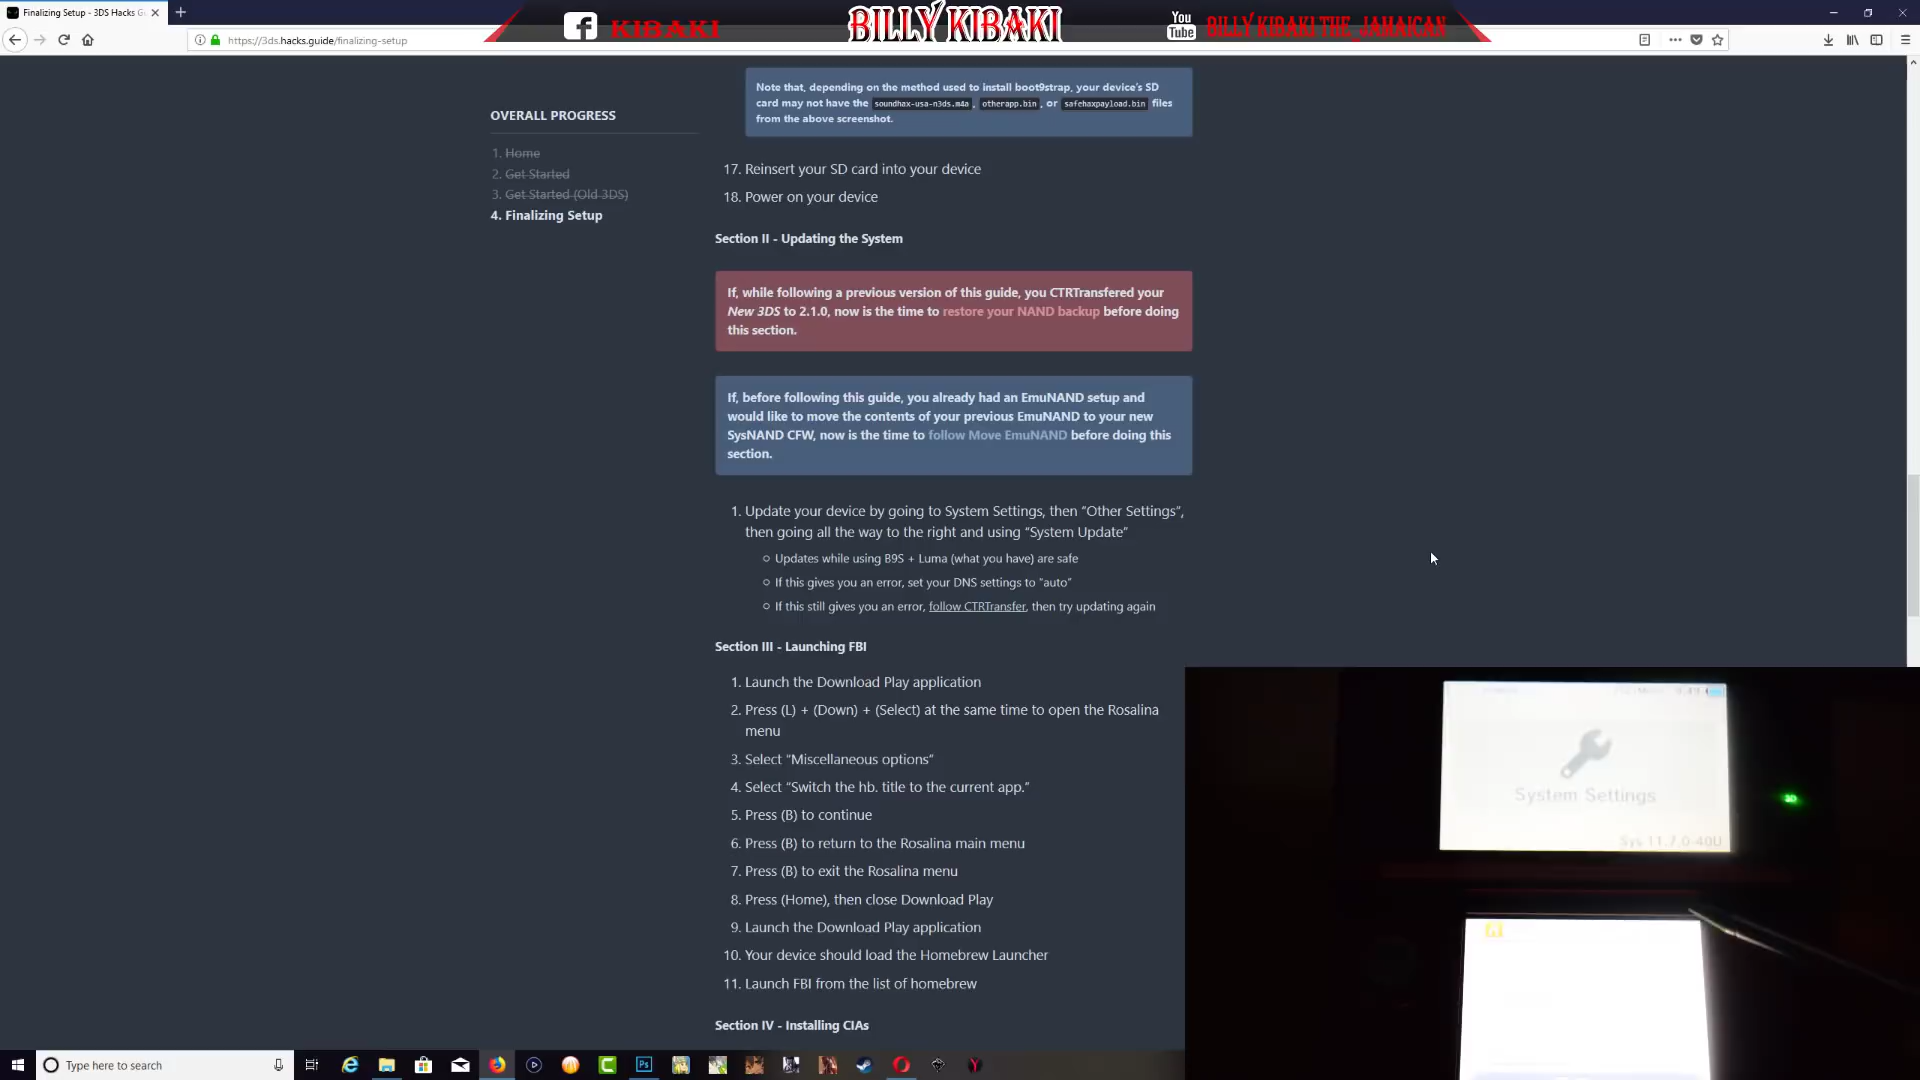 Finalizing Setup - 3DS Hacks G
KIBAKI
BILLY KIBAKI
You Tube
BILLY KIBAKI THE_JAMAICAN
https://3ds.hacks.guide/finalizing-setup
OVERALL PROGRESS
1. Home
2. Get Started
3. Get Started (Old 3DS)
4. Finalizing Setup
Note that, depending on the method used to install boot9strap, your device's SD
card may not have the soundhax-usa-n3ds.m4a, otherapp.bin, or safehaxpayload.bin files
from the above screenshot.
17. Reinsert your SD card into your device
18. Power on your device
Section II - Updating the System
If, while following a previous version of this guide, you CTRTransfered your
New 3DS to 2.1.0, now is the time to restore your NAND backup before doing
this section.
If, before following this guide, you already had an EmuNAND setup and
would like to move the contents of your previous EmuNAND to your new
SysNAND CFW, now is the time to follow Move EmuNAND before doing this
section.
1. Update your device by going to System Settings, then “Other Settings”,
then going all the way to the right and using “System Update”
Updates while using B9S + Luma (what you have) are safe
If this gives you an error, set your DNS settings to “auto”
If this still gives you an error, follow CTRTransfer, then try updating again
Section III - Launching FBI
1. Launch the Download Play application
2. Press (L) + (Down) + (Select) at the same time to open the Rosalina
menu
3. Select “Miscellaneous options”
4. Select “Switch the hb. title to the current app.”
5. Press (B) to continue
6. Press (B) to return to the Rosalina main menu
7. Press (B) to exit the Rosalina menu
8. Press (Home), then close Download Play
9. Launch the Download Play application
10. Your device should load the Homebrew Launcher
11. Launch FBI from the list of homebrew
Section IV - Installing CIAs
System Settings
Sys 11.7.0-40U
3D
Type here to search